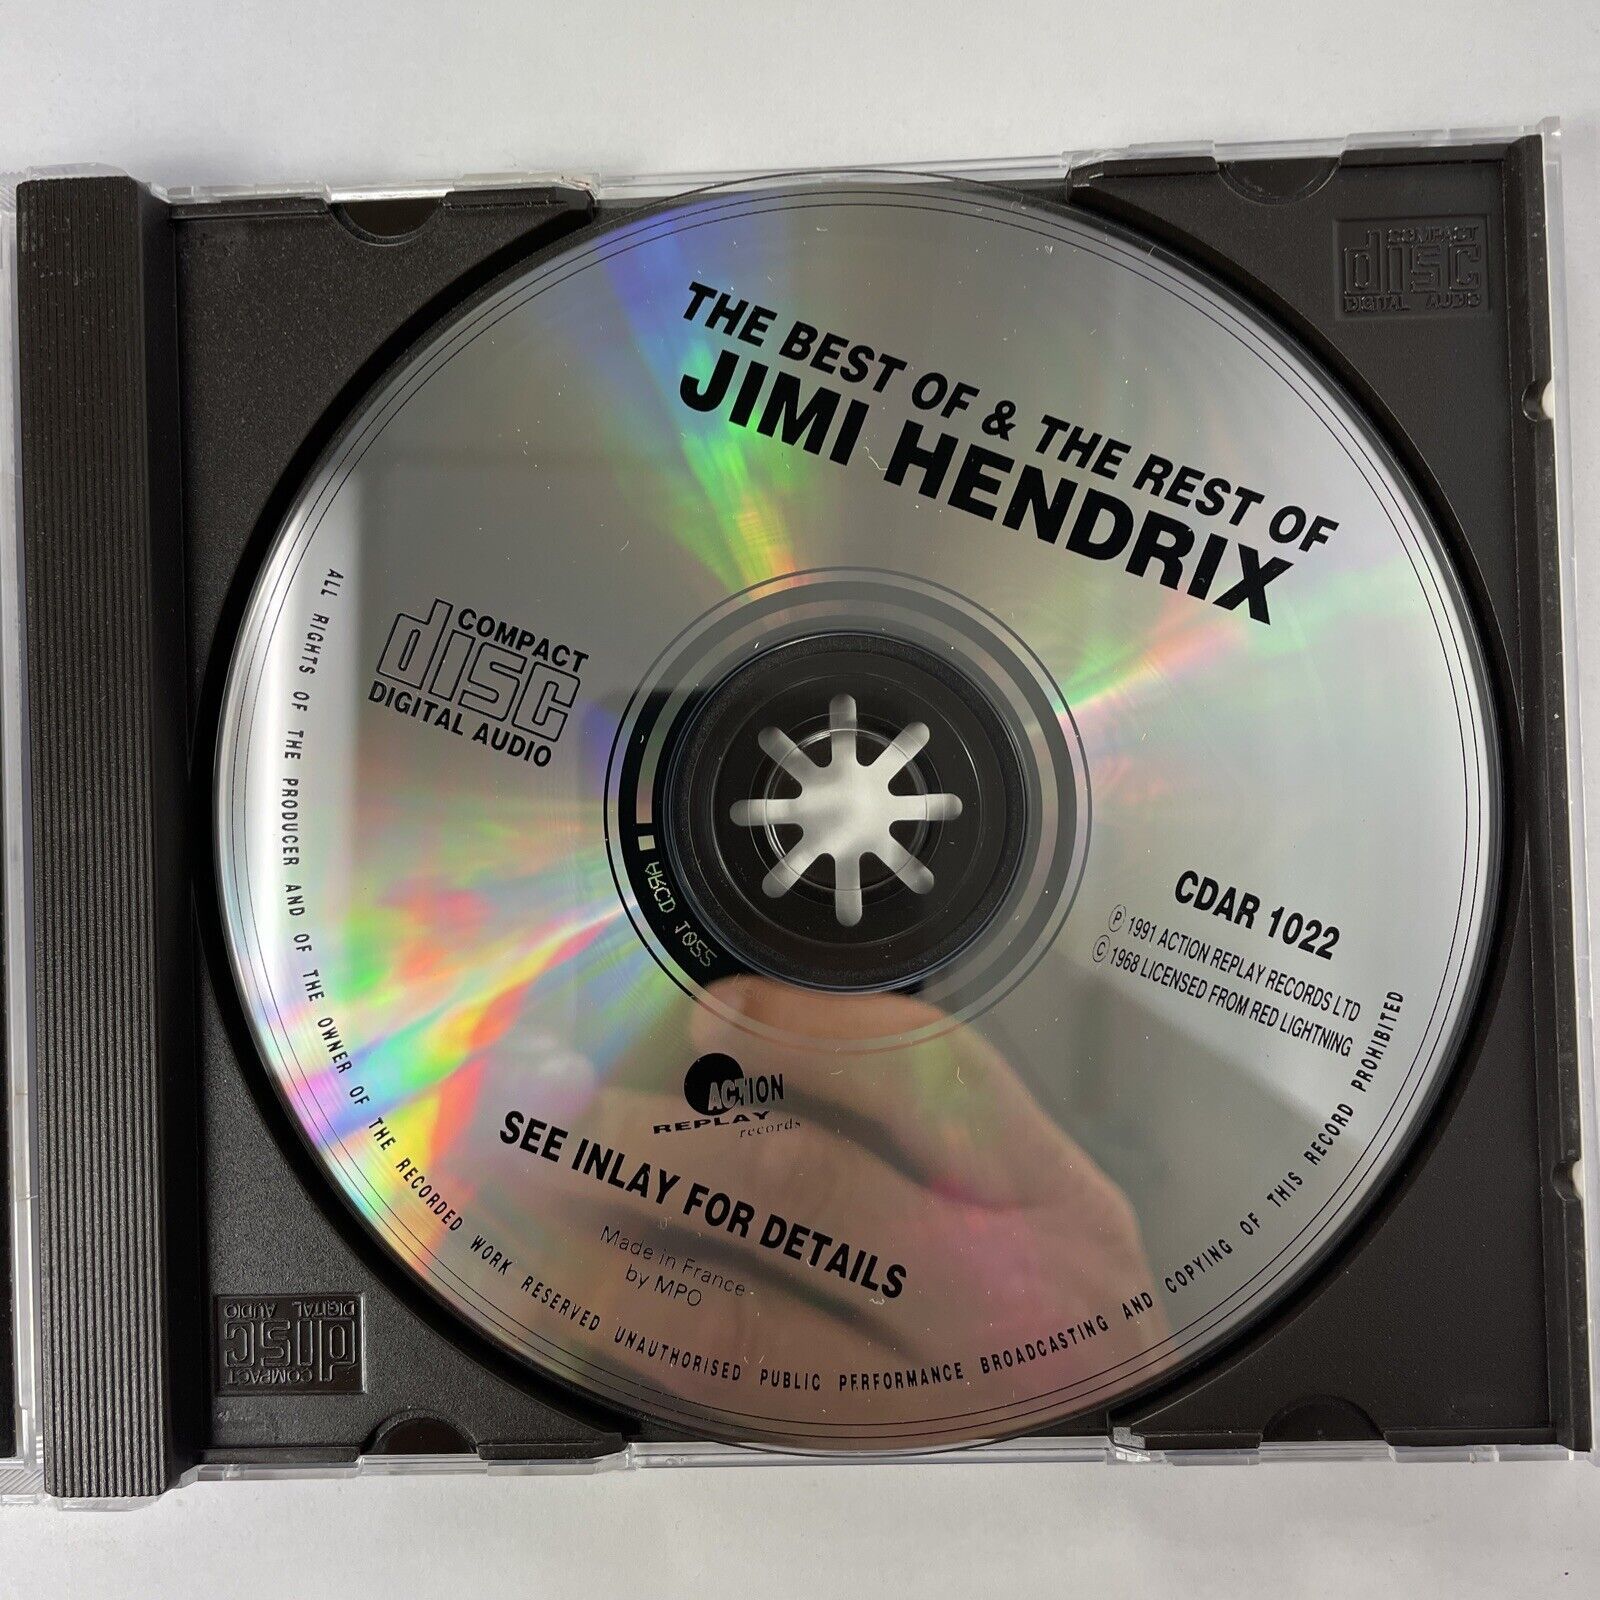 THE BEST OF & THE REST OF
JIMI HENDRIX
COMPACT
disc
DIGITAL AUDIO
COMPACT
disc
DIGITAL AUDIO
CDAR 1022
℗ 1991 ACTION REPLAY RECORDS LTD
© 1968 LICENSED FROM RED LIGHTNING
ARCD 1022
ACTION
REPLAY
records
SEE INLAY FOR DETAILS
Made in France
by MPO
ALL RIGHTS OF THE PRODUCER AND OF THE OWNER OF THE RECORDED WORK RESERVED UNAUTHORISED PUBLIC PERFORMANCE BROADCASTING AND COPYING OF THIS RECORD PROHIBITED
COMPACT
disc
DIGITAL AUDIO